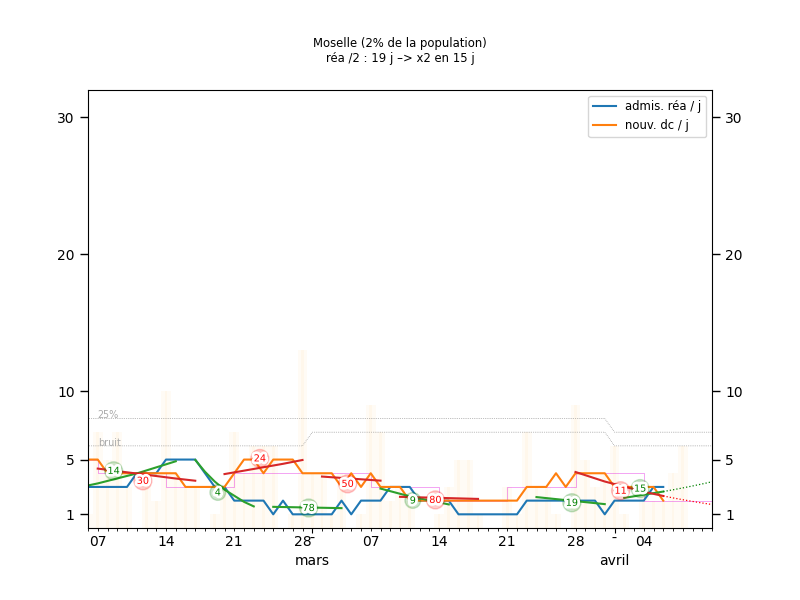 Moselle (2% de la population)
réa /2 : 19 j –> x2 en 15 j
admis. réa / j
nouv. dc / j
30 30
20 20
10 10
5 5
1 1
25%
bruit
14
30
4
24
78
50
9
80
19
11
15
07 14 21 28 07 14 21 28 04
mars avril